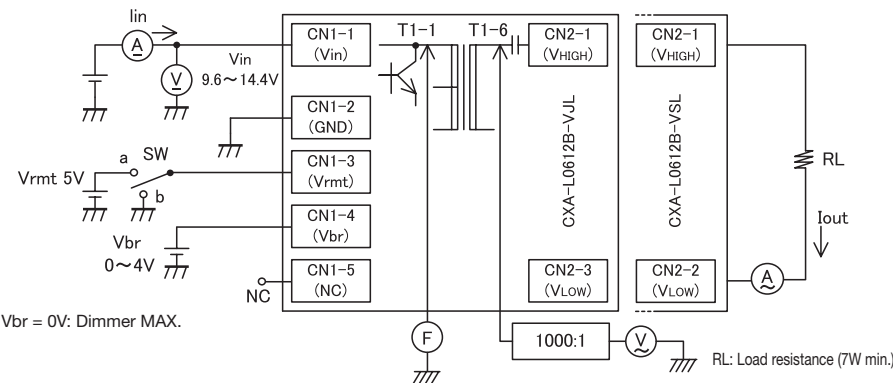 Iin
A
V
Vin
9.6～14.4V
CN1-1
(Vin)
T1-1
T1-6
CN2-1
(VHIGH)
CN2-1
(VHIGH)
CN1-2
(GND)
a
SW
b
Vrmt 5V
CN1-3
(Vrmt)
CN1-4
(Vbr)
Vbr
0～4V
CN1-5
(NC)
NC
CXA-L0612B-VJL
CXA-L0612B-VSL
RL
Iout
CN2-3
(VLOW)
CN2-2
(VLOW)
A
Vbr = 0V: Dimmer MAX.
F
1000:1
V
RL: Load resistance (7W min.)